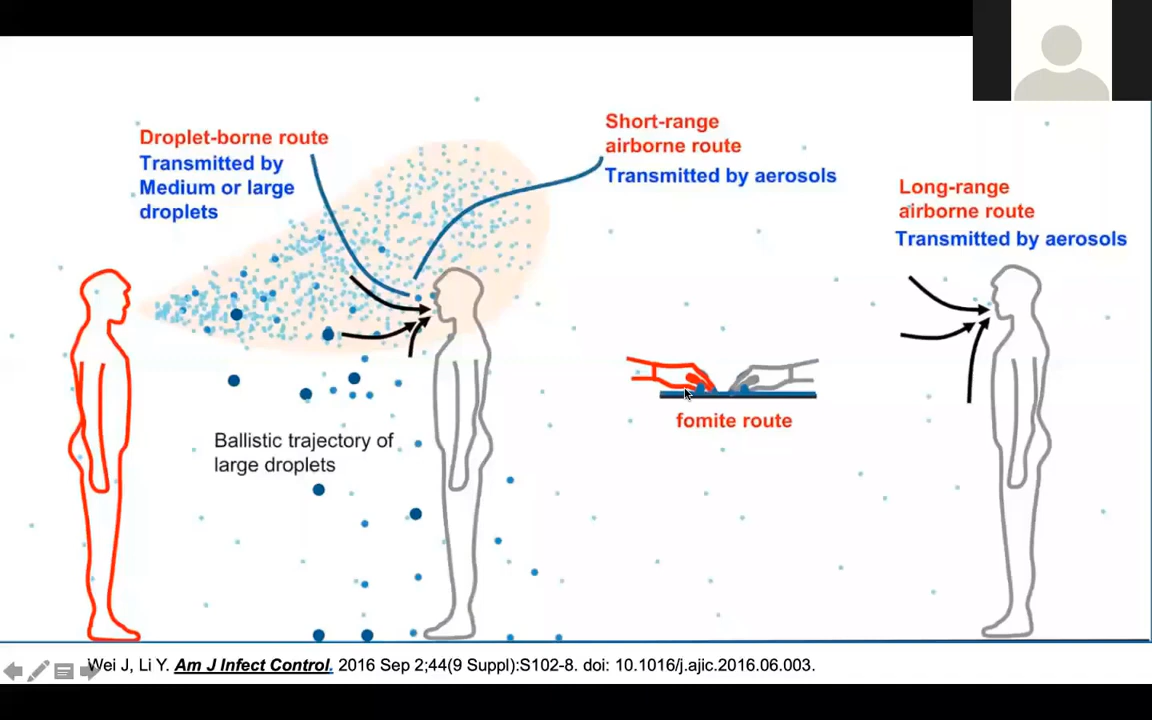 Droplet-borne route
Transmitted by
Medium or large
droplets
Short-range
airborne route
Transmitted by aerosols
Long-range
airborne route
Transmitted by aerosols
fomite route
Ballistic trajectory of
large droplets
Wei J, Li Y. Am J Infect Control. 2016 Sep 2;44(9 Suppl):S102-8. doi: 10.1016/j.ajic.2016.06.003.